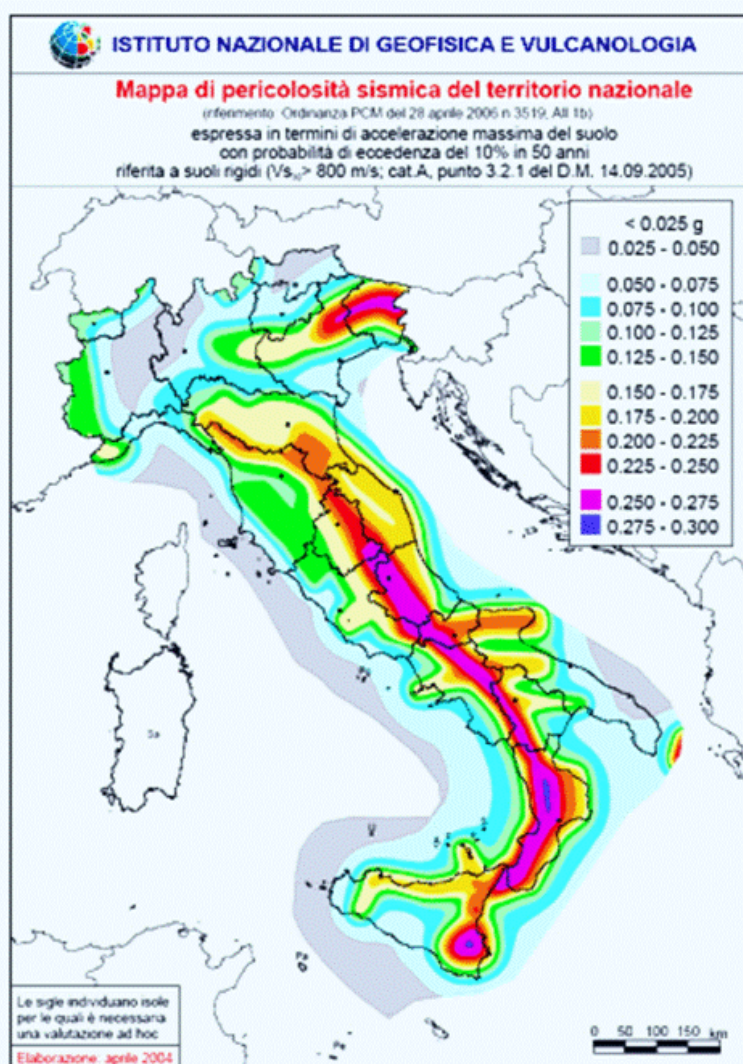 ISTITUTO NAZIONALE DI GEOFISICA E VULCANOLOGIA
Mappa di pericolosità sismica del territorio nazionale
(riferimento: Ordinanza PCM del 28 aprile 2006 n.3519, All.1b)
espressa in termini di accelerazione massima del suolo
con probabilità di eccedenza del 10% in 50 anni
riferita a suoli rigidi (Vs₃₀> 800 m/s; cat.A, punto 3.2.1 del D.M. 14.09.2005)
< 0.025 g
0.025 - 0.050
0.050 - 0.075
0.075 - 0.100
0.100 - 0.125
0.125 - 0.150
0.150 - 0.175
0.175 - 0.200
0.200 - 0.225
0.225 - 0.250
0.250 - 0.275
0.275 - 0.300
Sa
U
Le sigle individuano isole
per le quali è necessaria
una valutazione ad hoc
Elaborazione: aprile 2004
0 50 100 150 km